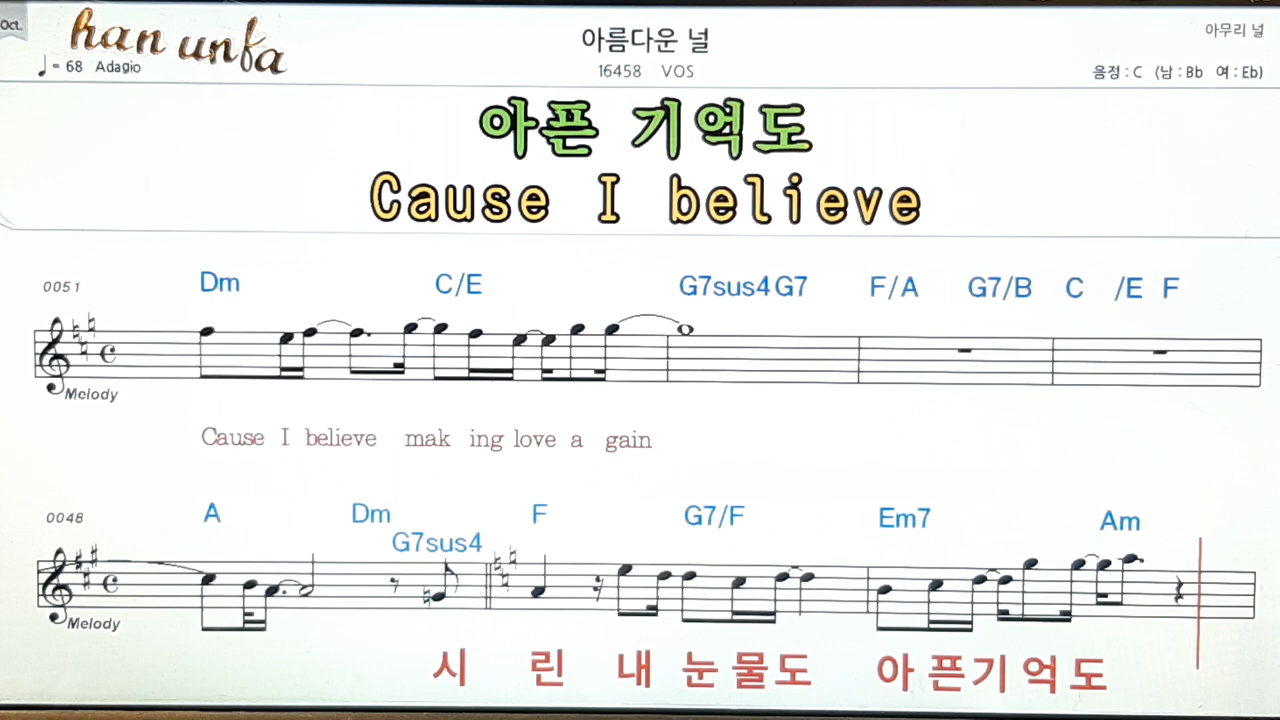 Oct.
han unfa
♩= 68 Adagio
아름다운 널
16458 VOS
아무리 널
음정 : C (남 : Bb 여 : Eb)
아픈 기억도
Cause I believe
0051
Dm C/E G7sus4 G7 F/A G7/B C /E F
Melody
Cause I believe mak ing love a gain
0048
A Dm G7sus4 F G7/F Em7 Am
Melody
시 린 내 눈 물 도 아 픈 기 억 도